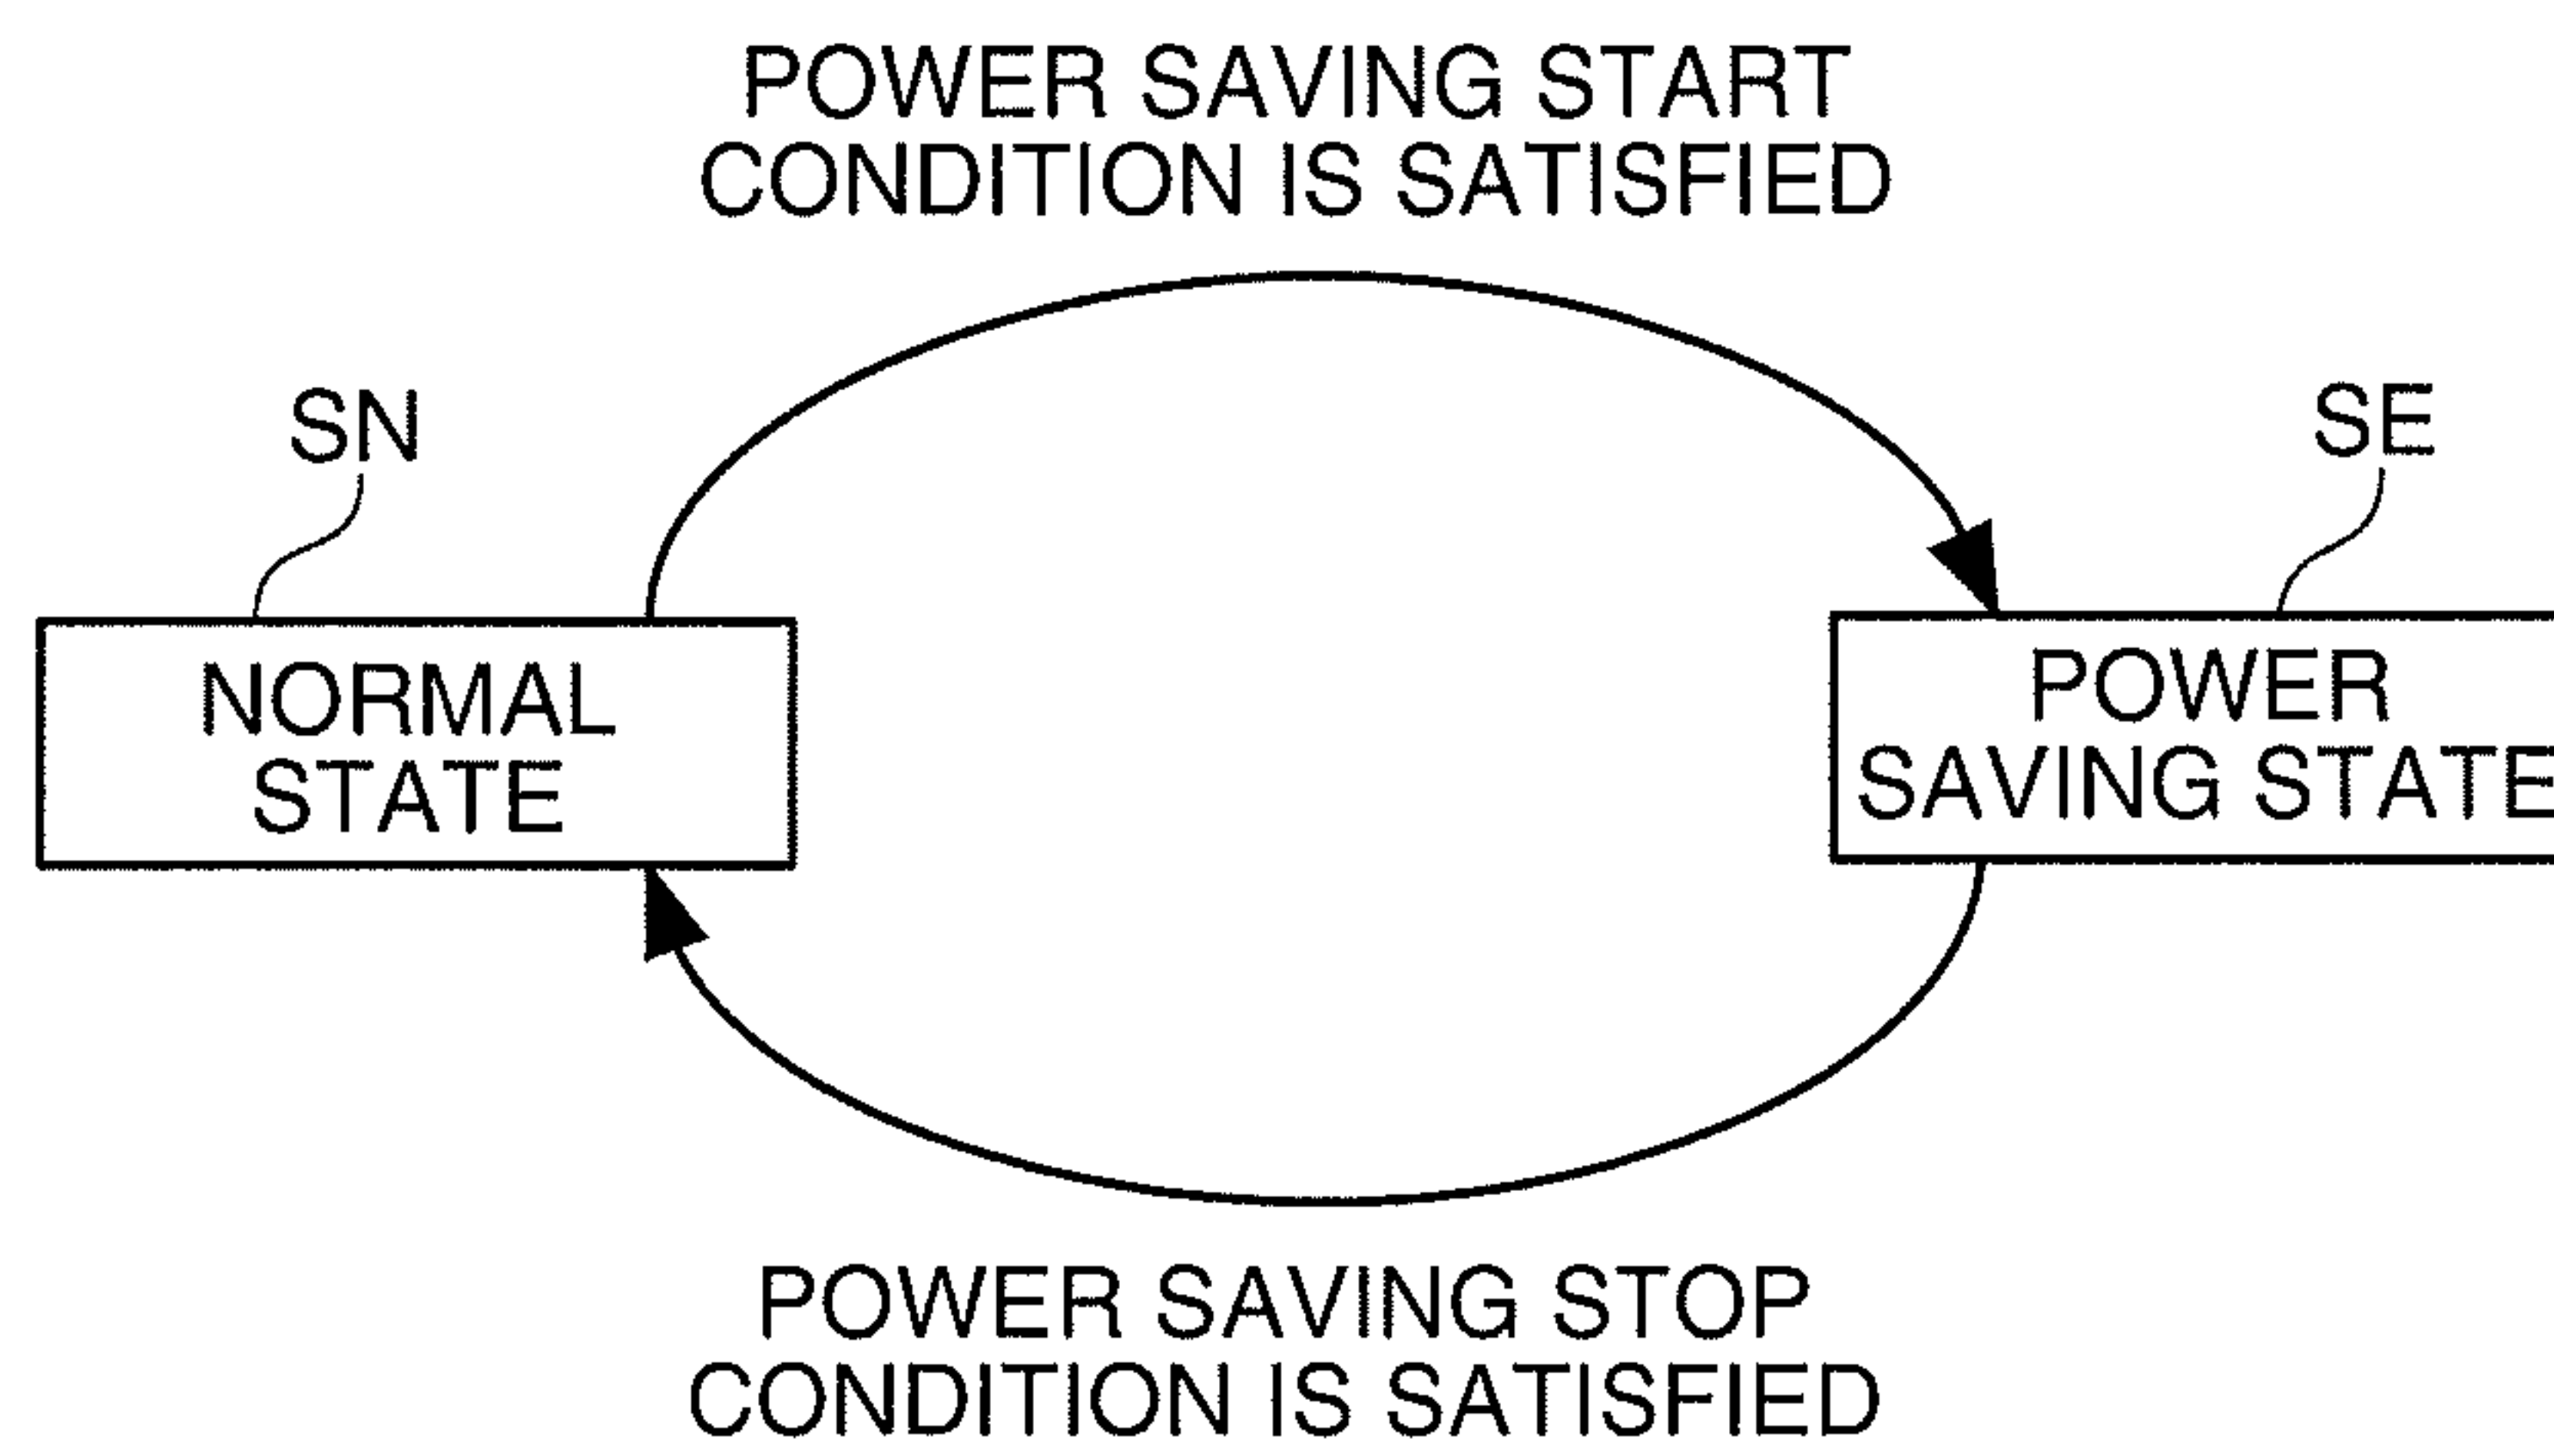 POWER SAVING START
CONDITION IS SATISFIED
SN
SE
NORMAL
STATE
POWER
SAVING STATE
POWER SAVING STOP
CONDITION IS SATISFIED